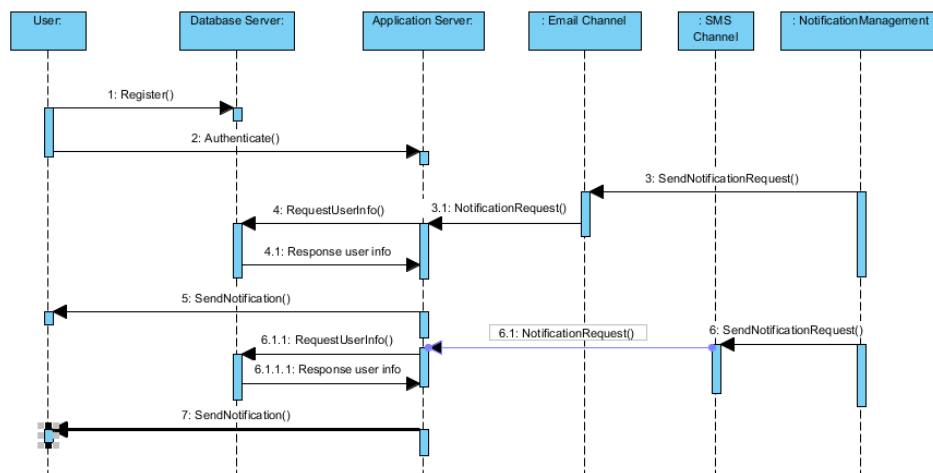 User:
Database Server:
Application Server:
: Email Channel
: SMS
Channel
: NotificationManagement
1: Register()
2: Authenticate()
3: SendNotificationRequest()
4: RequestUserInfo()
3.1: NotificationRequest()
4.1: Response user info
5: SendNotification()
6.1.1: RequestUserInfo()
6.1: NotificationRequest()
6: SendNotificationRequest()
6.1.1.1: Response user info
7: SendNotification()